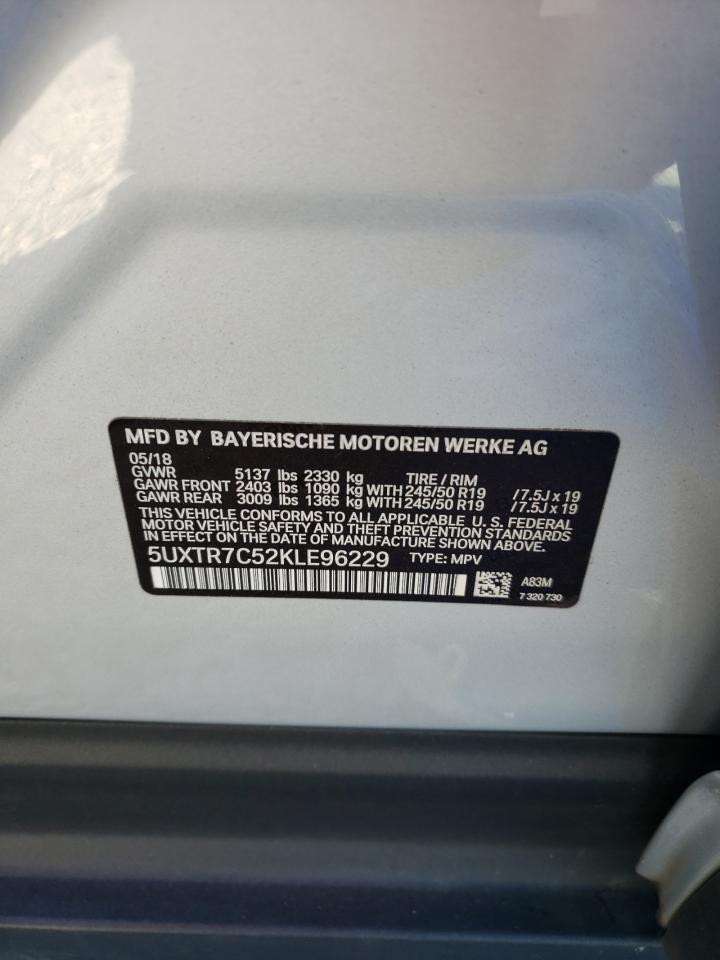 MFD BY BAYERISCHE MOTOREN WERKE AG
05/18
GVWR 5137 lbs 2330 kg TIRE / RIM
GAWR FRONT 2403 lbs 1090 kg WITH 245/50 R19 /7.5J x 19
GAWR REAR 3009 lbs 1365 kg WITH 245/50 R19 /7.5J x 19
THIS VEHICLE CONFORMS TO ALL APPLICABLE U. S. FEDERAL
MOTOR VEHICLE SAFETY AND THEFT PREVENTION STANDARDS
IN EFFECT ON THE DATE OF MANUFACTURE SHOWN ABOVE.
5UXTR7C52KLE96229 TYPE: MPV
A83M
7 320 730